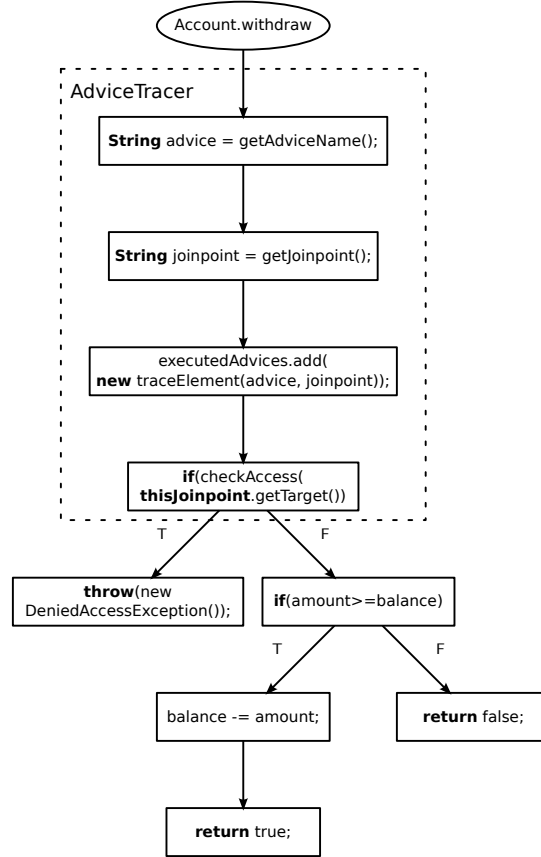 Account.withdraw
AdviceTracer
String advice = getAdviceName();
String joinpoint = getJoinpoint();
executedAdvices.add(
new traceElement(advice, joinpoint));
if(checkAccess(
thisJoinpoint.getTarget())
T
F
throw(new
DeniedAccessException());
if(amount>=balance)
T
F
balance -= amount;
return false;
return true;